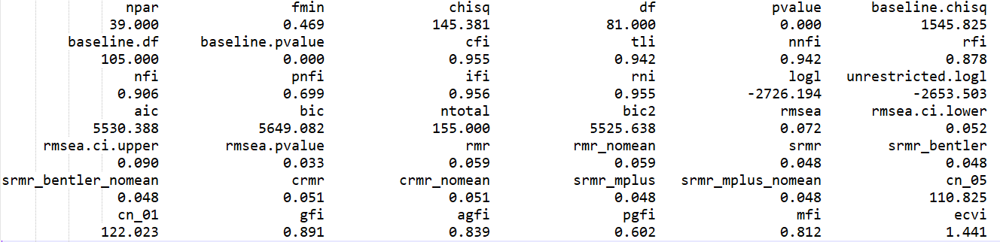 npar fmin chisq df pvalue baseline.chisq
39.000 0.469 145.381 81.000 0.000 1545.825
baseline.df baseline.pvalue cfi tli nnfi rfi
105.000 0.000 0.955 0.942 0.942 0.878
nfi pnfi ifi rni logl unrestricted.logl
0.906 0.699 0.956 0.955 -2726.194 -2653.503
aic bic ntotal bic2 rmsea rmsea.ci.lower
5530.388 5649.082 155.000 5525.638 0.072 0.052
rmsea.ci.upper rmsea.pvalue rmr rmr_nomean srmr srmr_bentler
0.090 0.033 0.059 0.059 0.048 0.048
srmr_bentler_nomean crmr crmr_nomean srmr_mplus srmr_mplus_nomean cn_05
0.048 0.051 0.051 0.048 0.048 110.825
cn_01 gfi agfi pgfi mfi ecvi
122.023 0.891 0.839 0.602 0.812 1.441